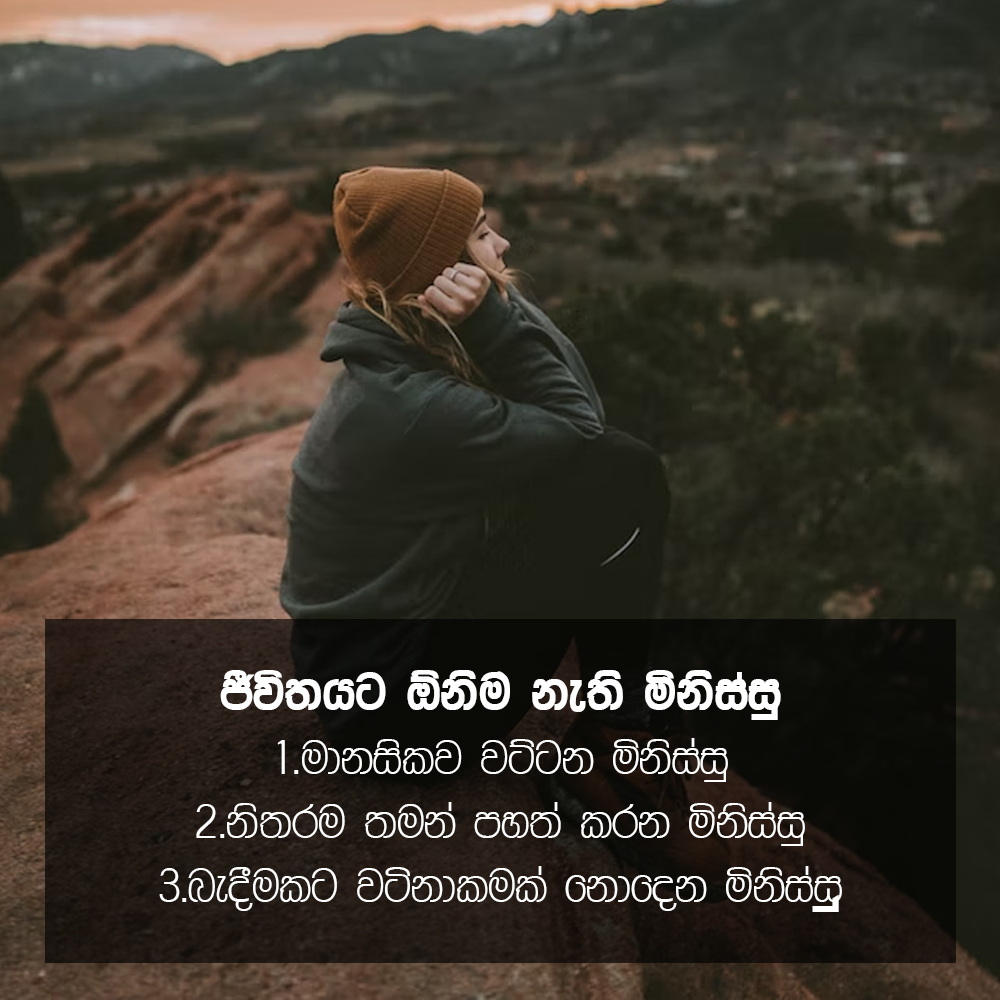 ජීවිතයට ඕනිම නැති මිනිස්සු
1.මානසිකව වට්ටන මිනිස්සු
2.නිතරම තමන් පහත් කරන මිනිස්සු
3.බැඳීමකට වටිනාකමක් නොදෙන මිනිස්සු